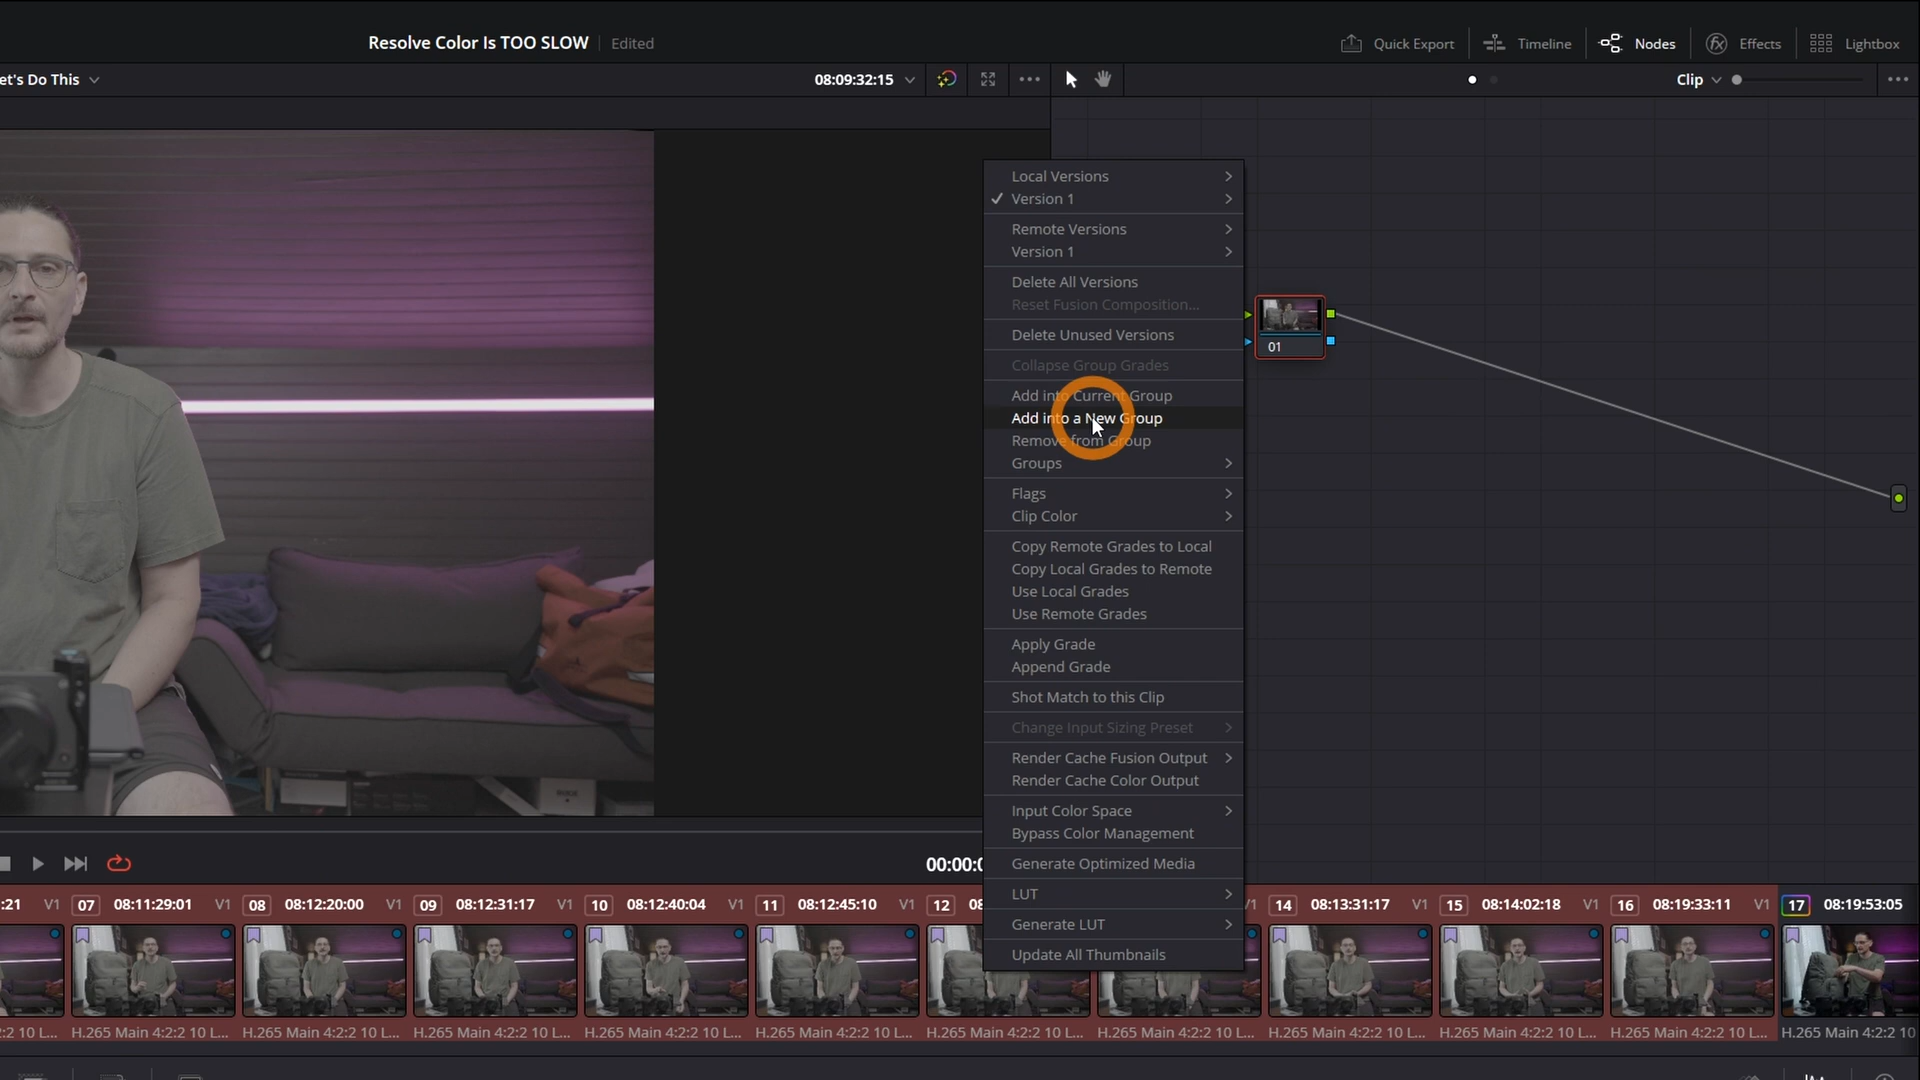 Resolve Color Is TOO SLOW Edited
Quick Export Timeline Nodes Effects Lightbox
et's Do This
08:09:32:15
Clip
Local Versions
Version 1
Remote Versions
Version 1
Delete All Versions
Reset Fusion Composition...
Delete Unused Versions
Collapse Group Grades
Add into Current Group
Add into a New Group
Remove from Group
Groups
Flags
Clip Color
Copy Remote Grades to Local
Copy Local Grades to Remote
Use Local Grades
Use Remote Grades
Apply Grade
Append Grade
Shot Match to this Clip
Change Input Sizing Preset
Render Cache Fusion Output
Render Cache Color Output
Input Color Space
Bypass Color Management
Generate Optimized Media
LUT
Generate LUT
Update All Thumbnails
01
00:00:0
:21 V1 07 08:11:29:01 V1 08 08:12:20:00 V1 09 08:12:31:17 V1 10 08:12:40:04 V1 11 08:12:45:10 V1 12 08 V1 14 08:13:31:17 V1 15 08:14:02:18 V1 16 08:19:33:11 V1 17 08:19:53:05
:2:2 10 L... H.265 Main 4:2:2 10 L... H.265 Main 4:2:2 10 L... H.265 Main 4:2:2 10 L... H.265 Main 4:2:2 10 L... H.265 Main 4:2:2 10 L... H.265 Main 4:2:2 10 L... H.265 Main 4:2:2 10 L... H.265 Main 4:2:2 10 L... H.265 Main 4:2:2 10 L... H.265 Main 4:2:2 10 L... H.265 Main 4:2:2 10